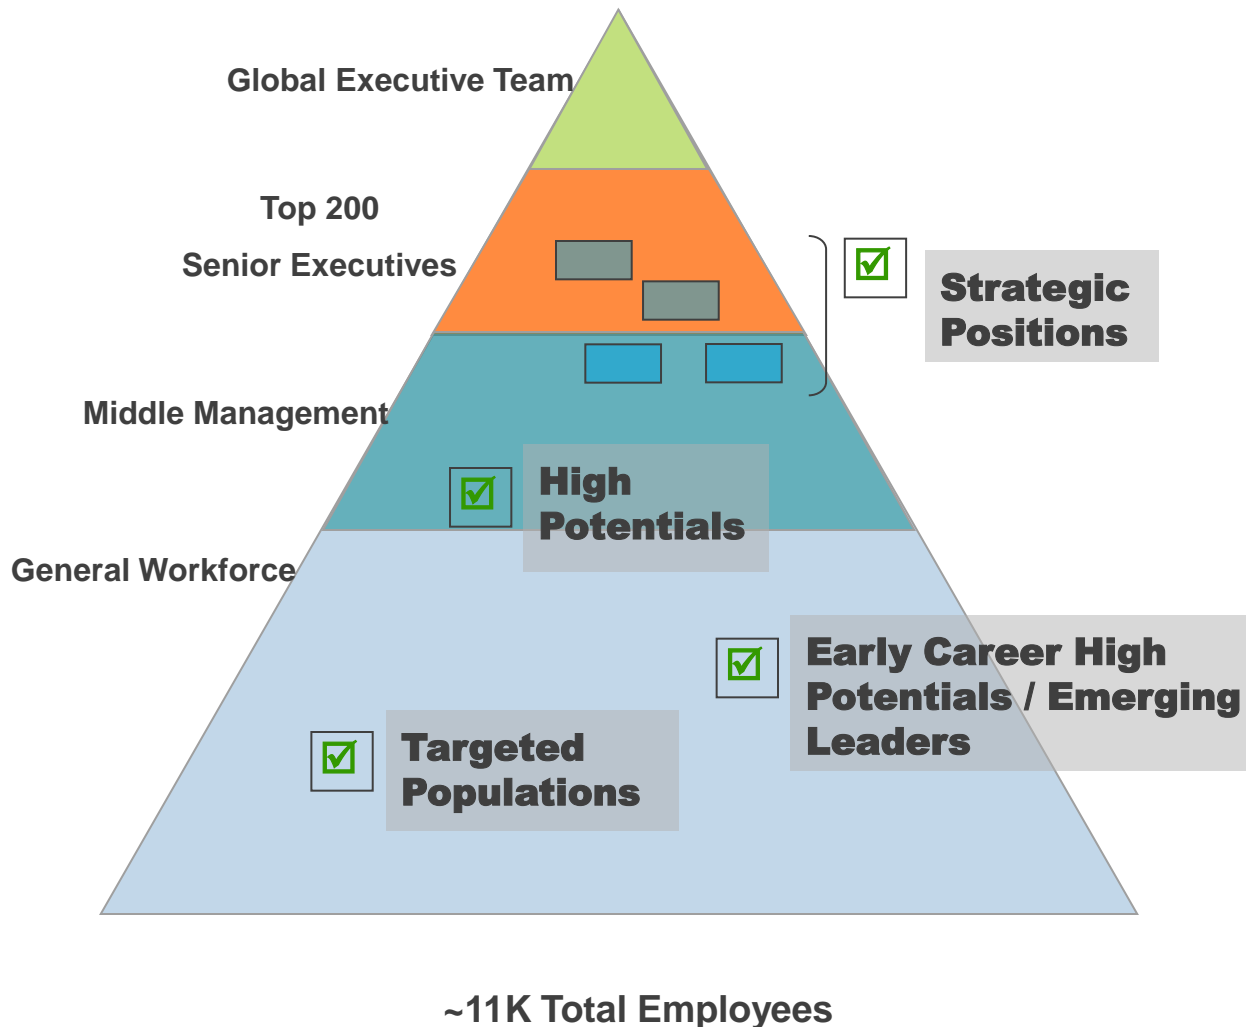 Global Executive Team
Top 200
Senior Executives
Strategic
Positions
Middle Management
High
Potentials
General Workforce
Early Career High
Potentials / Emerging
Leaders
Targeted
Populations
~11K Total Employees